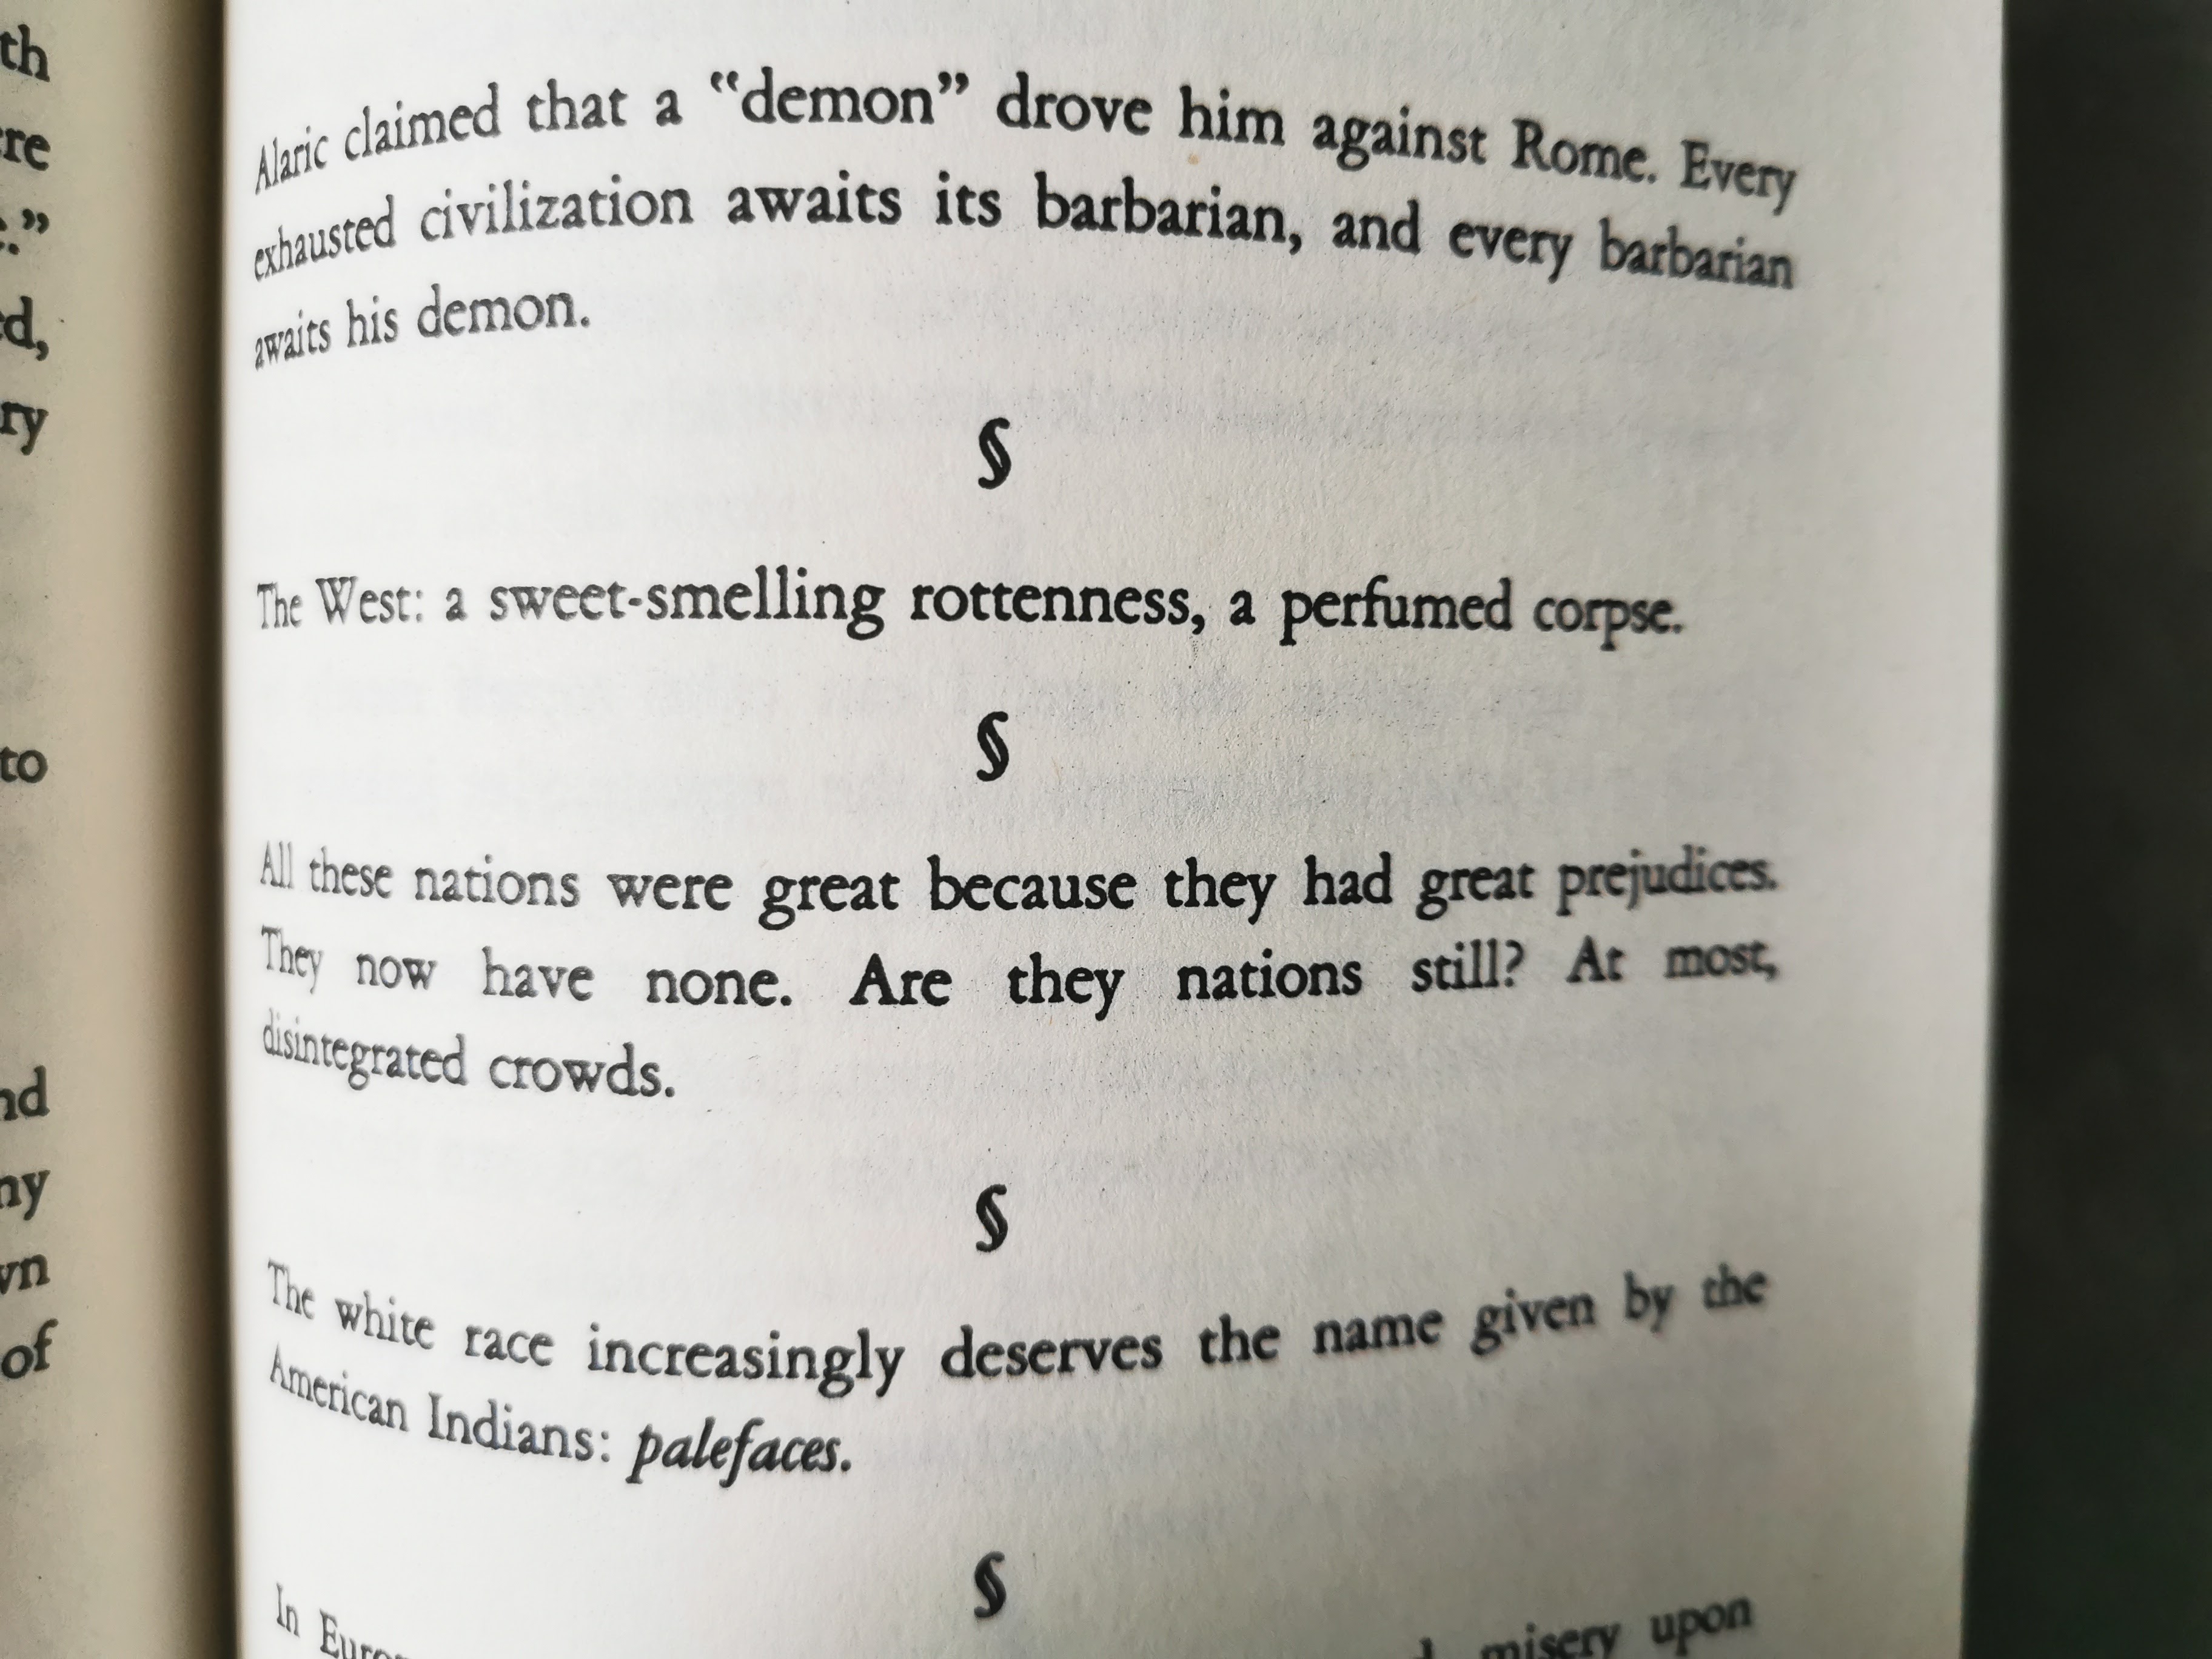 th
re
:."
d,
ry
to
nd
ny
wn
of
Alaric claimed that a “demon” drove him against Rome. Every
exhausted civilization awaits its barbarian, and every barbarian
awaits his demon.
§
The West: a sweet-smelling rottenness, a perfumed corpse.
§
All these nations were great because they had great prejudices.
They now have none. Are they nations still? At most,
disintegrated crowds.
§
The white race increasingly deserves the name given by the
American Indians: palefaces.
§
In misery upon